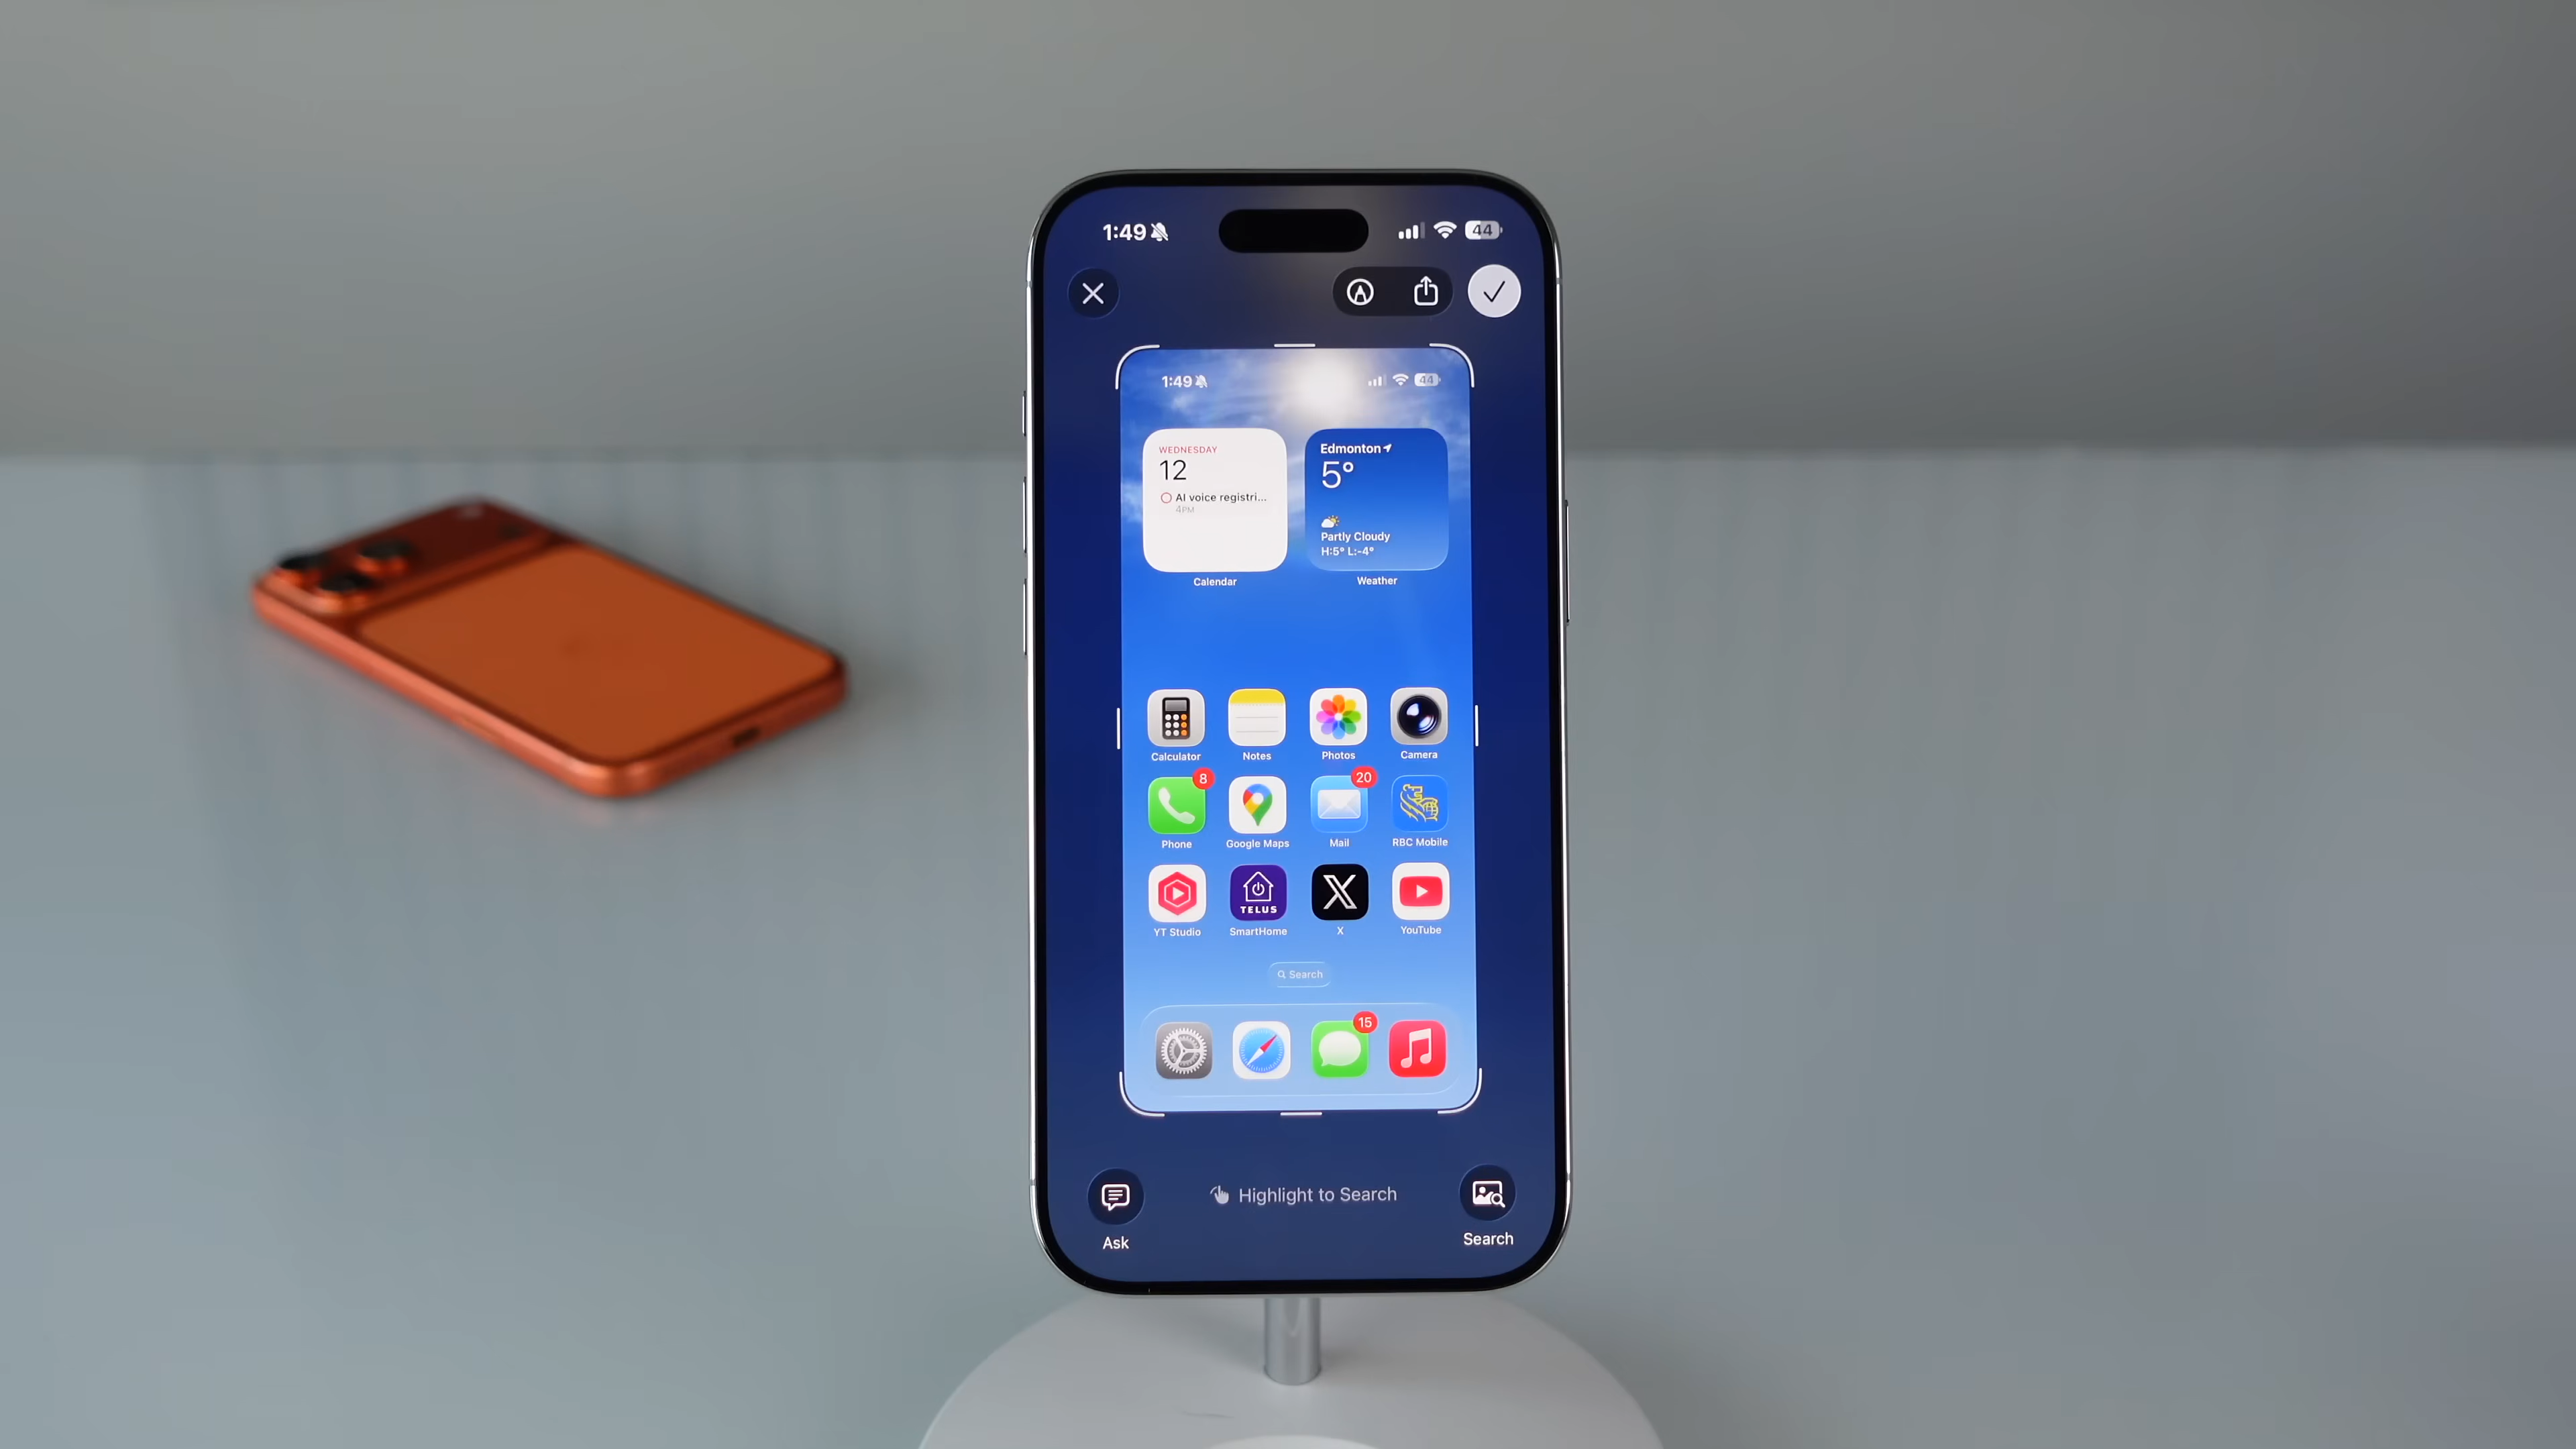 1:49
44
1:49
44
WEDNESDAY
12
AI voice registri...
4PM
Calendar
Edmonton
5°
Partly Cloudy
H:5° L:-4°
Weather
Calculator
Notes
Photos
Camera
8
20
Phone
Google Maps
Mail
RBC Mobile
TELUS
YT Studio
SmartHome
X
YouTube
Search
15
Highlight to Search
Ask
Search